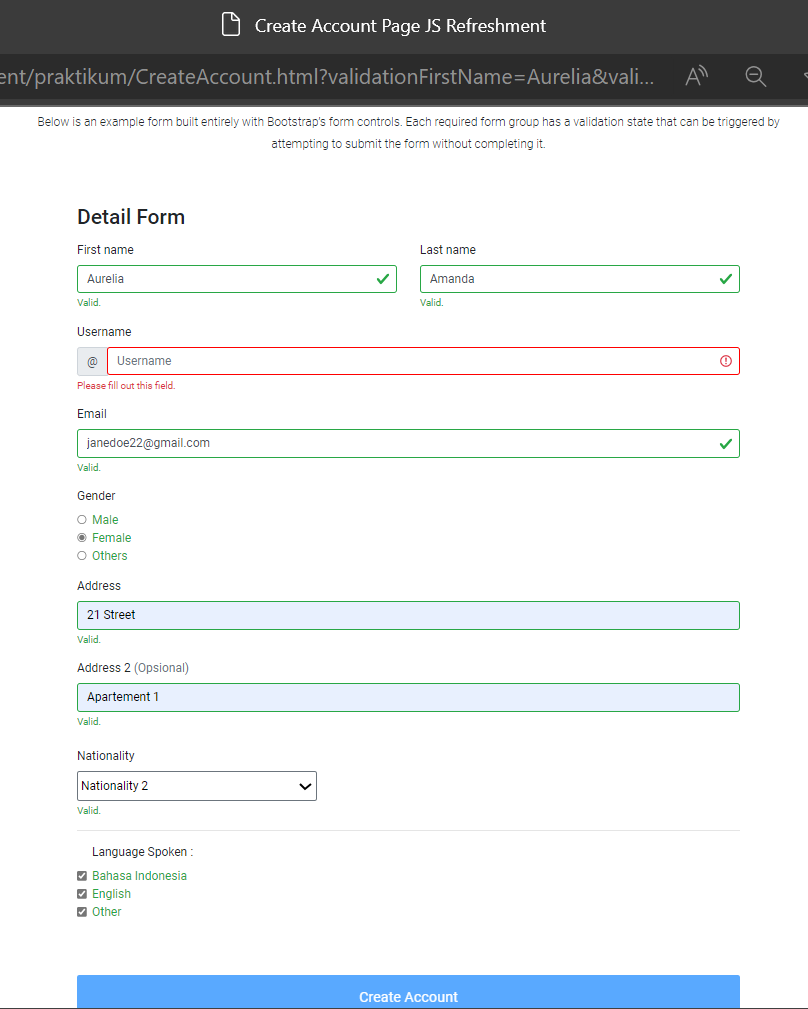 Create Account Page JS Refreshment
ent/praktikum/CreateAccount.html?validationFirstName=Aurelia&vali...
Below is an example form built entirely with Bootstrap's form controls. Each required form group has a validation state that can be triggered by
attempting to submit the form without completing it.
Detail Form
First name Last name
Aurelia Amanda
Valid. Valid.
Username
@ Username
Please fill out this field.
Email
janedoe22@gmail.com
Valid.
Gender
Male
Female
Others
Address
21 Street
Valid.
Address 2 (Opsional)
Apartement 1
Valid.
Nationality
Nationality 2
Valid.
Language Spoken :
Bahasa Indonesia
English
Other
Create Account